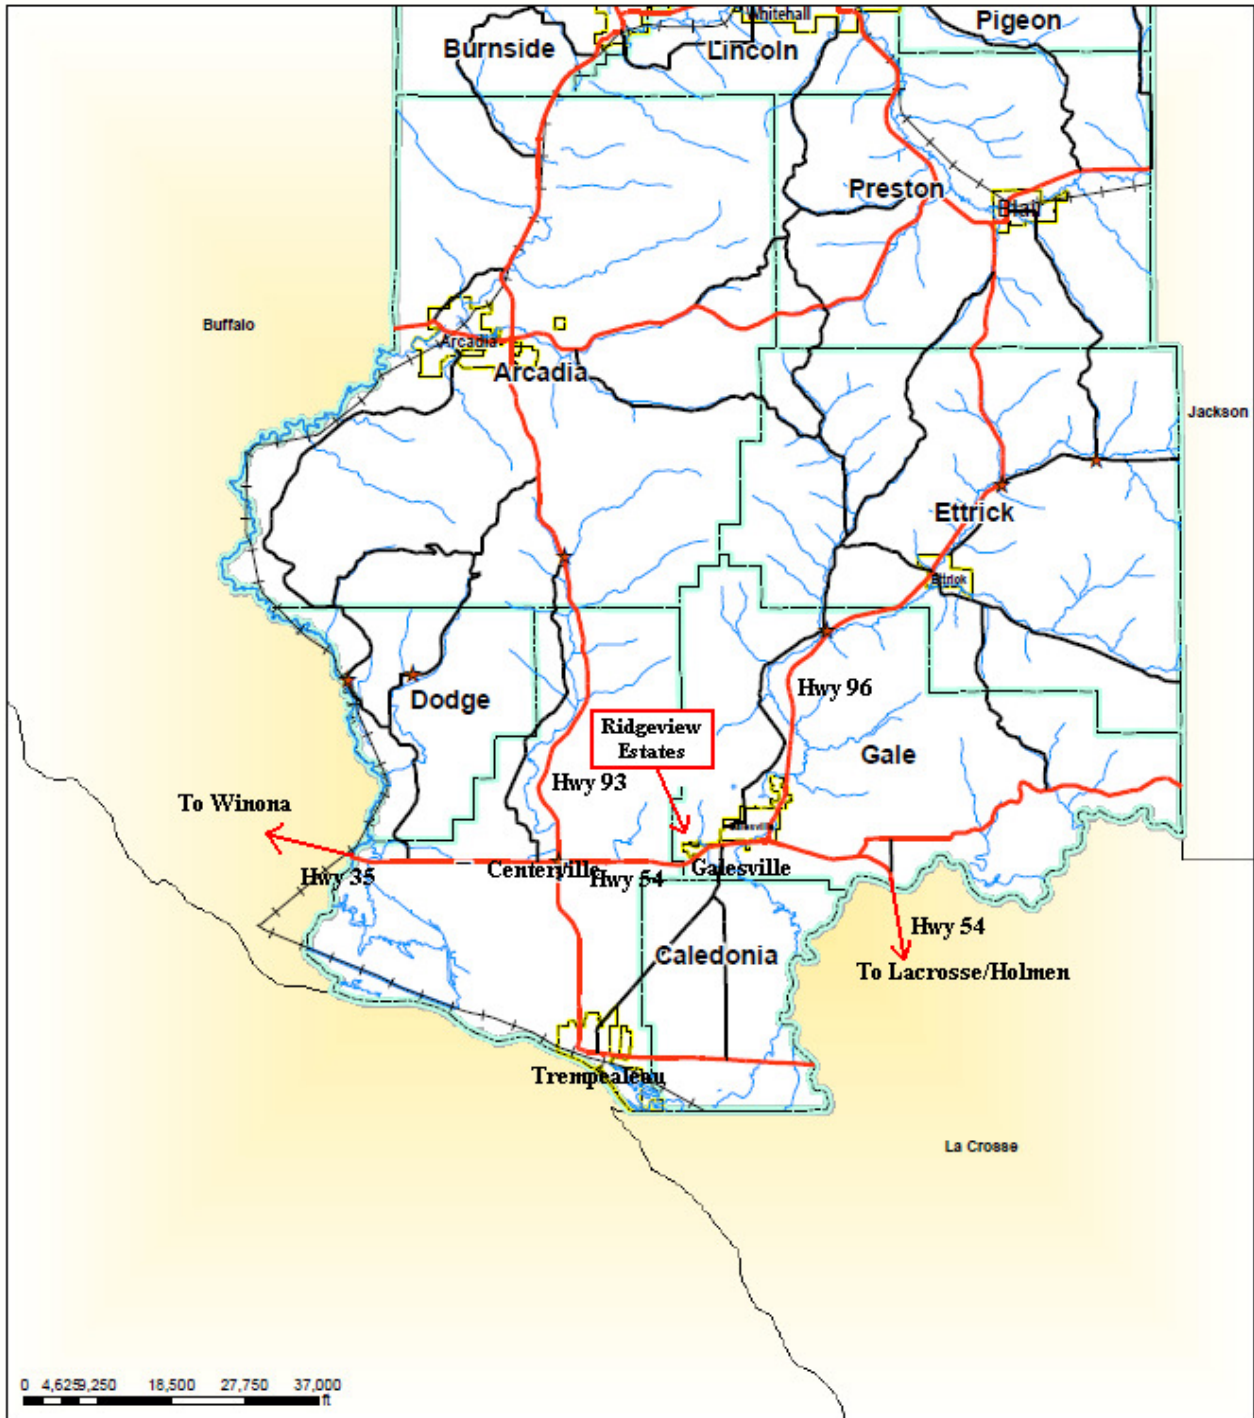 Whitehall
Pigeon
Burnside
Lincoln
Preston
Blair
Buffalo
Arcadia
Arcadia
Jackson
Ettrick
Ettrick
Dodge
Hwy 96
Ridgeview
Estates
Gale
Hwy 93
To Winona
Galesville
Hwy 35
Centerville
Hwy 54
Galesville
Hwy 54
Caledonia
To Lacrosse/Holmen
Trempealeau
La Crosse
0 4,625 9,250 18,500 27,750 37,000
ft